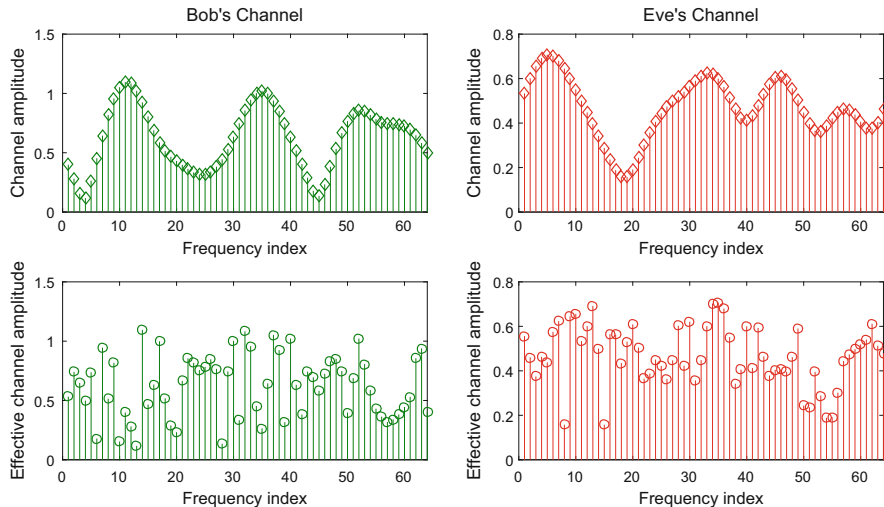 Bob's Channel
Channel amplitude
1.5
1
0.5
0
0 10 20 30 40 50 60
Frequency index
Eve's Channel
Channel amplitude
0.8
0.6
0.4
0.2
0
0 10 20 30 40 50 60
Frequency index
Effective channel amplitude
1.5
1
0.5
0
0 10 20 30 40 50 60
Frequency index
Effective channel amplitude
0.8
0.6
0.4
0.2
0
0 10 20 30 40 50 60
Frequency index